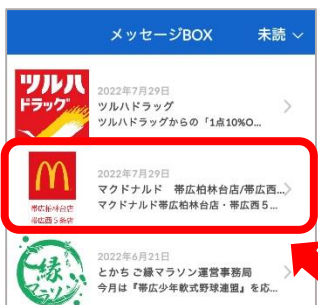 メッセージBOX
未読
ツルハ
ドラッグ
2022年7月29日
ツルハドラッグ
ツルハドラッグからの「1点10%O...
帯広柏林台店
帯広西5条店
2022年7月29日
マクドナルド 帯広柏林台店/帯広西...
マクドナルド帯広柏林台店・帯広西5...
縁
2022年6月21日
とかちご縁マラソン運営事務局
今月は『帯広少年軟式野球連盟』を応...